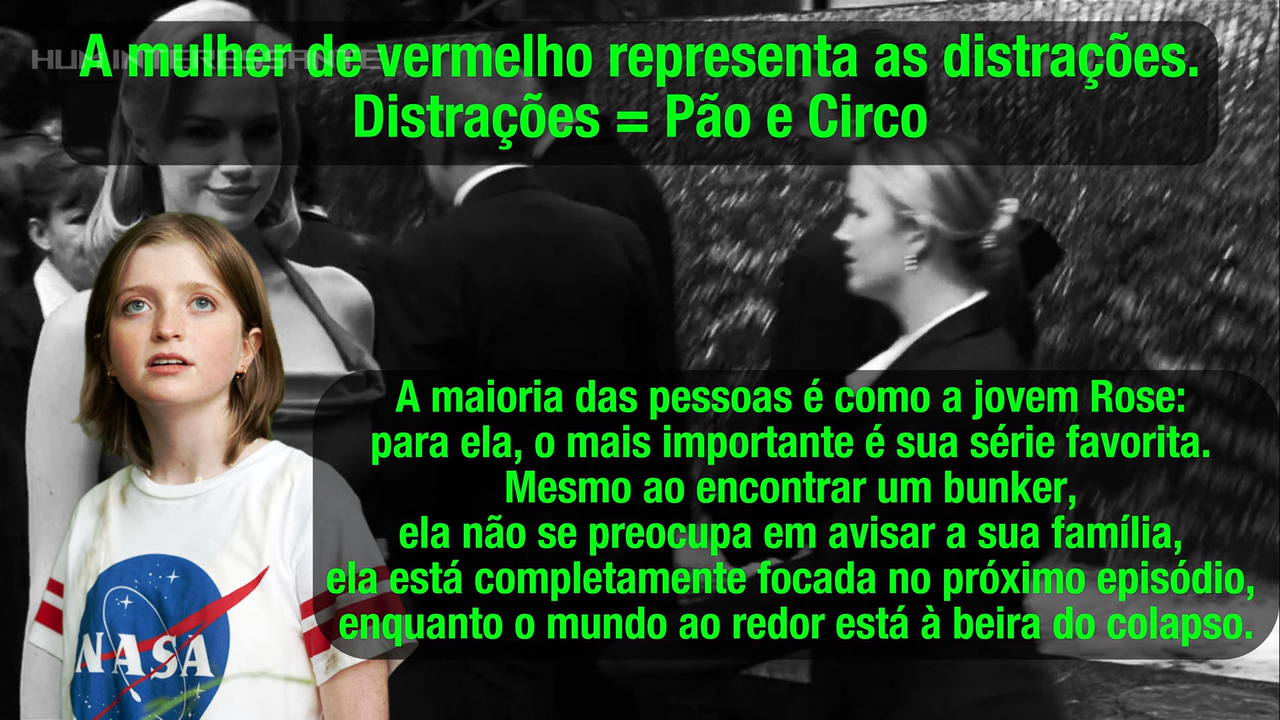 HUM INTERESSANTE
A mulher de vermelho representa as distrações.
Distrações = Pão e Circo
A maioria das pessoas é como a jovem Rose:
para ela, o mais importante é sua série favorita.
Mesmo ao encontrar um bunker,
ela não se preocupa em avisar a sua família,
ela está completamente focada no próximo episódio,
enquanto o mundo ao redor está à beira do colapso.
NASA